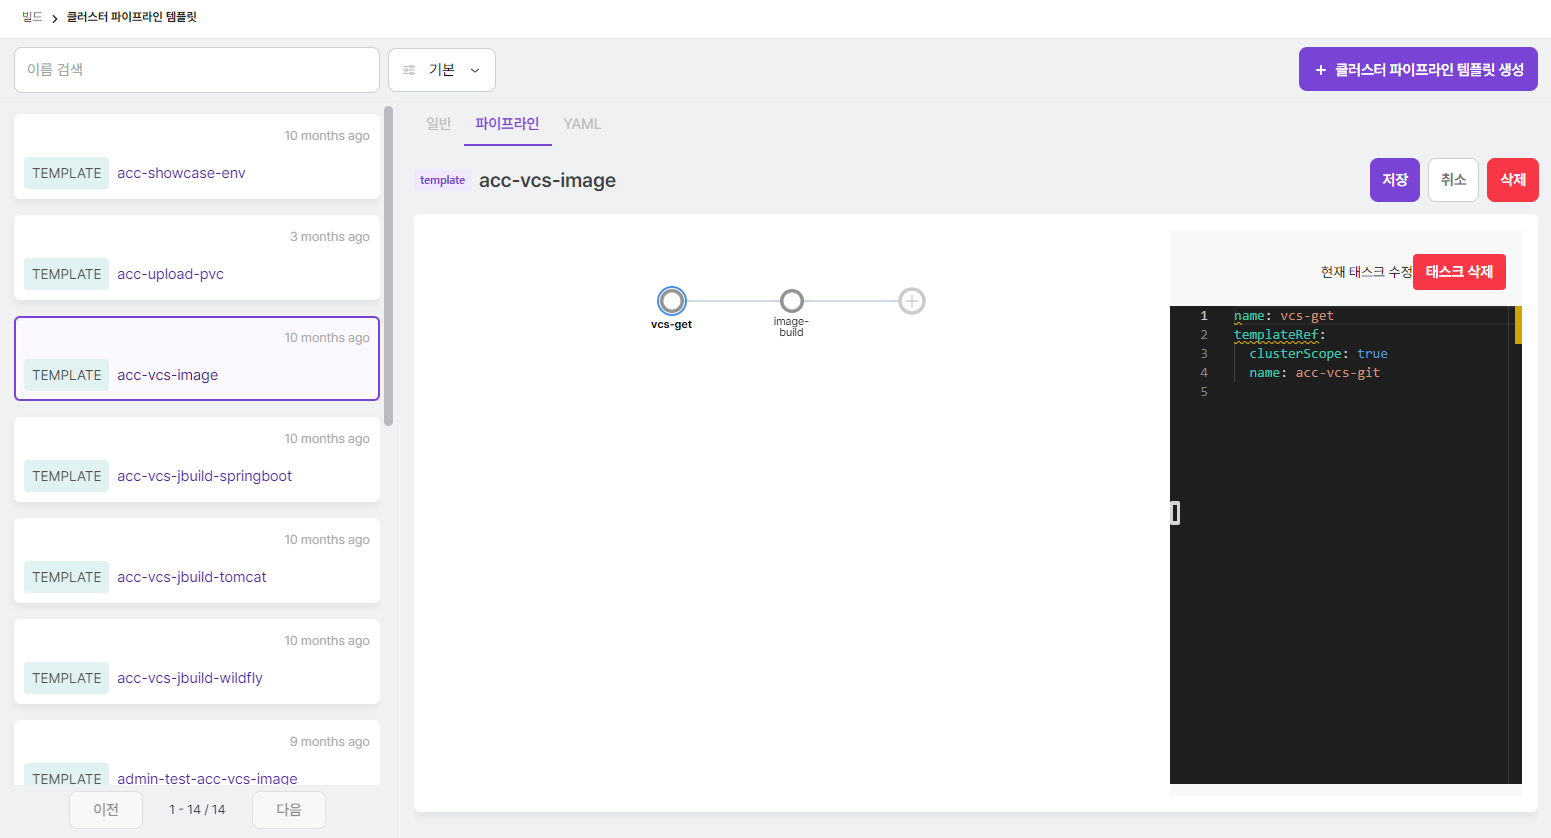 빌드 > 클러스터 파이프라인 템플릿
이름 검색
기본
+ 클러스터 파이프라인 템플릿 생성
10 months ago
TEMPLATE acc-showcase-env
3 months ago
TEMPLATE acc-upload-pvc
10 months ago
TEMPLATE acc-vcs-image
10 months ago
TEMPLATE acc-vcs-jbuild-springboot
10 months ago
TEMPLATE acc-vcs-jbuild-tomcat
10 months ago
TEMPLATE acc-vcs-jbuild-wildfly
9 months ago
TEMPLATE admin-test-acc-vcs-image
이전 1 - 14 / 14 다음
일반 파이프라인 YAML
template acc-vcs-image
저장 취소 삭제
vcs-get
image-
build
현재 태스크 수정 태스크 삭제
1 name: vcs-get
2 templateRef:
3 clusterScope: true
4 name: acc-vcs-git
5